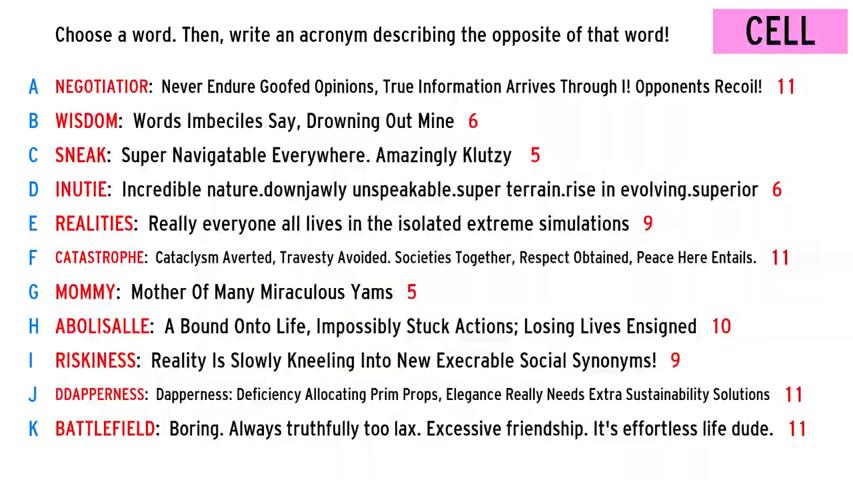 Choose a word. Then, write an acronym describing the opposite of that word! CELL
A NEGOTIATIOR: Never Endure Goofed Opinions, True Information Arrives Through I! Opponents Recoil! 11
B WISDOM: Words Imbeciles Say, Drowning Out Mine 6
C SNEAK: Super Navigatable Everywhere. Amazingly Klutzy 5
D INUTIE: Incredible nature.downjawly unspeakable.super terrain.rise in evolving.superior 6
E REALITIES: Really everyone all lives in the isolated extreme simulations 9
F CATASTROPHE: Cataclysm Averted, Travesty Avoided. Societies Together, Respect Obtained, Peace Here Entails. 11
G MOMMY: Mother Of Many Miraculous Yams 5
H ABOLISALLE: A Bound Onto Life, Impossibly Stuck Actions; Losing Lives Ensigned 10
I RISKINESS: Reality Is Slowly Kneeling Into New Execrable Social Synonyms! 9
J DDAPPERNESS: Dapperness: Deficiency Allocating Prim Props, Elegance Really Needs Extra Sustainability Solutions 11
K BATTLEFIELD: Boring. Always truthfully too lax. Excessive friendship. It's effortless life dude. 11